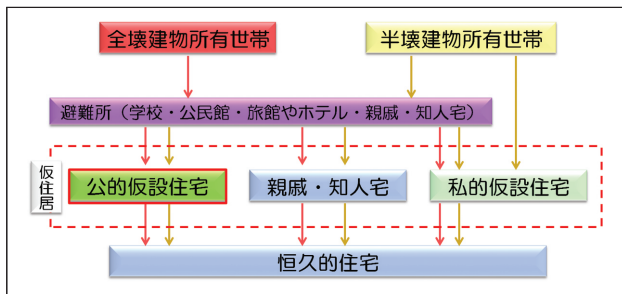 全壊建物所有世帯
半壊建物所有世帯
避難所（学校・公民館・旅館やホテル・親戚・知人宅）
仮住居
公的仮設住宅
親戚・知人宅
私的仮設住宅
恒久的住宅